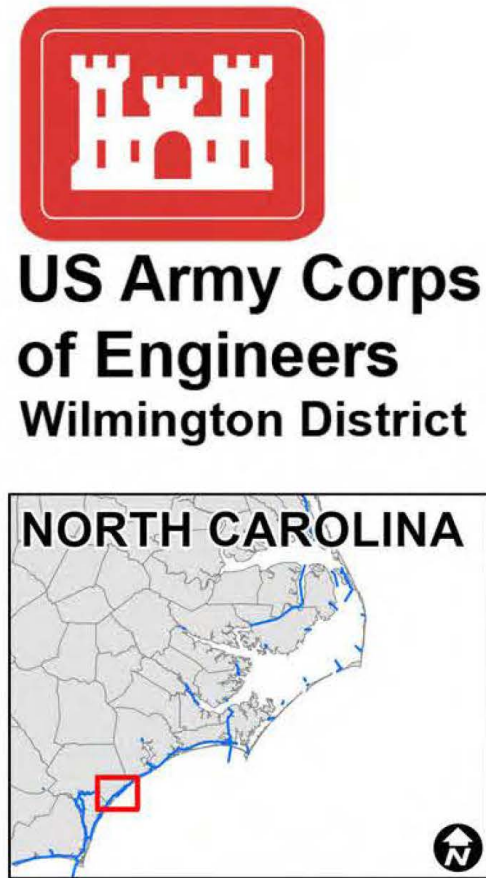 US Army Corps
of Engineers
Wilmington District
NORTH CAROLINA
N